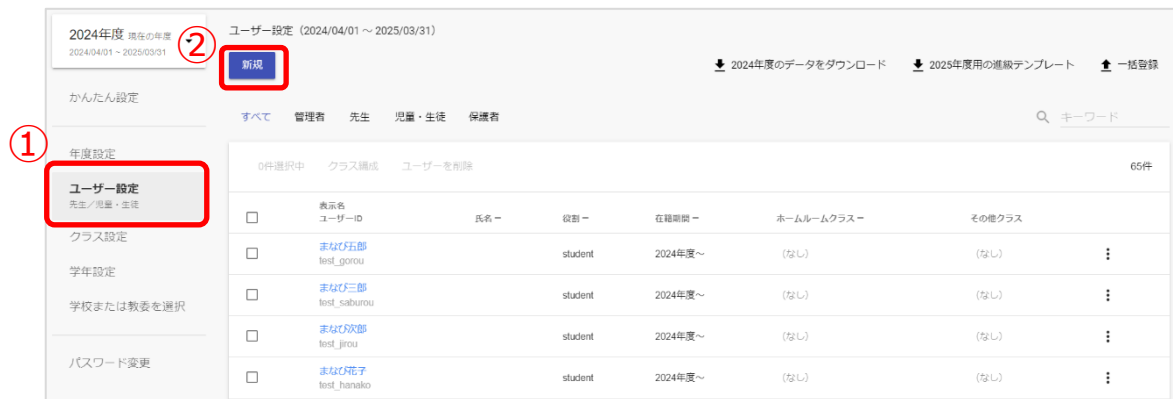 2024年度 現在の年度
2024/04/01 ~ 2025/03/31
②
ユーザー設定（2024/04/01 ～ 2025/03/31）
新規
2024年度のデータをダウンロード 2025年度用の進級テンプレート 一括登録
かんたん設定
すべて 管理者 先生 児童・生徒 保護者 キーワード
①
年度設定
0件選択中 クラス編成 ユーザーを削除 65件
ユーザー設定
先生／児童・生徒
表示名
ユーザーID 氏名 役割 在籍期間 ホームルームクラス その他クラス
クラス設定
まなび五郎
test_gorou student 2024年度～ （なし） （なし）
学年設定
まなび三郎
test_saburou student 2024年度～ （なし） （なし）
学校または教委を選択
まなび次郎
test_jirou student 2024年度～ （なし） （なし）
パスワード変更
まなび花子
test_hanako student 2024年度～ （なし） （なし）